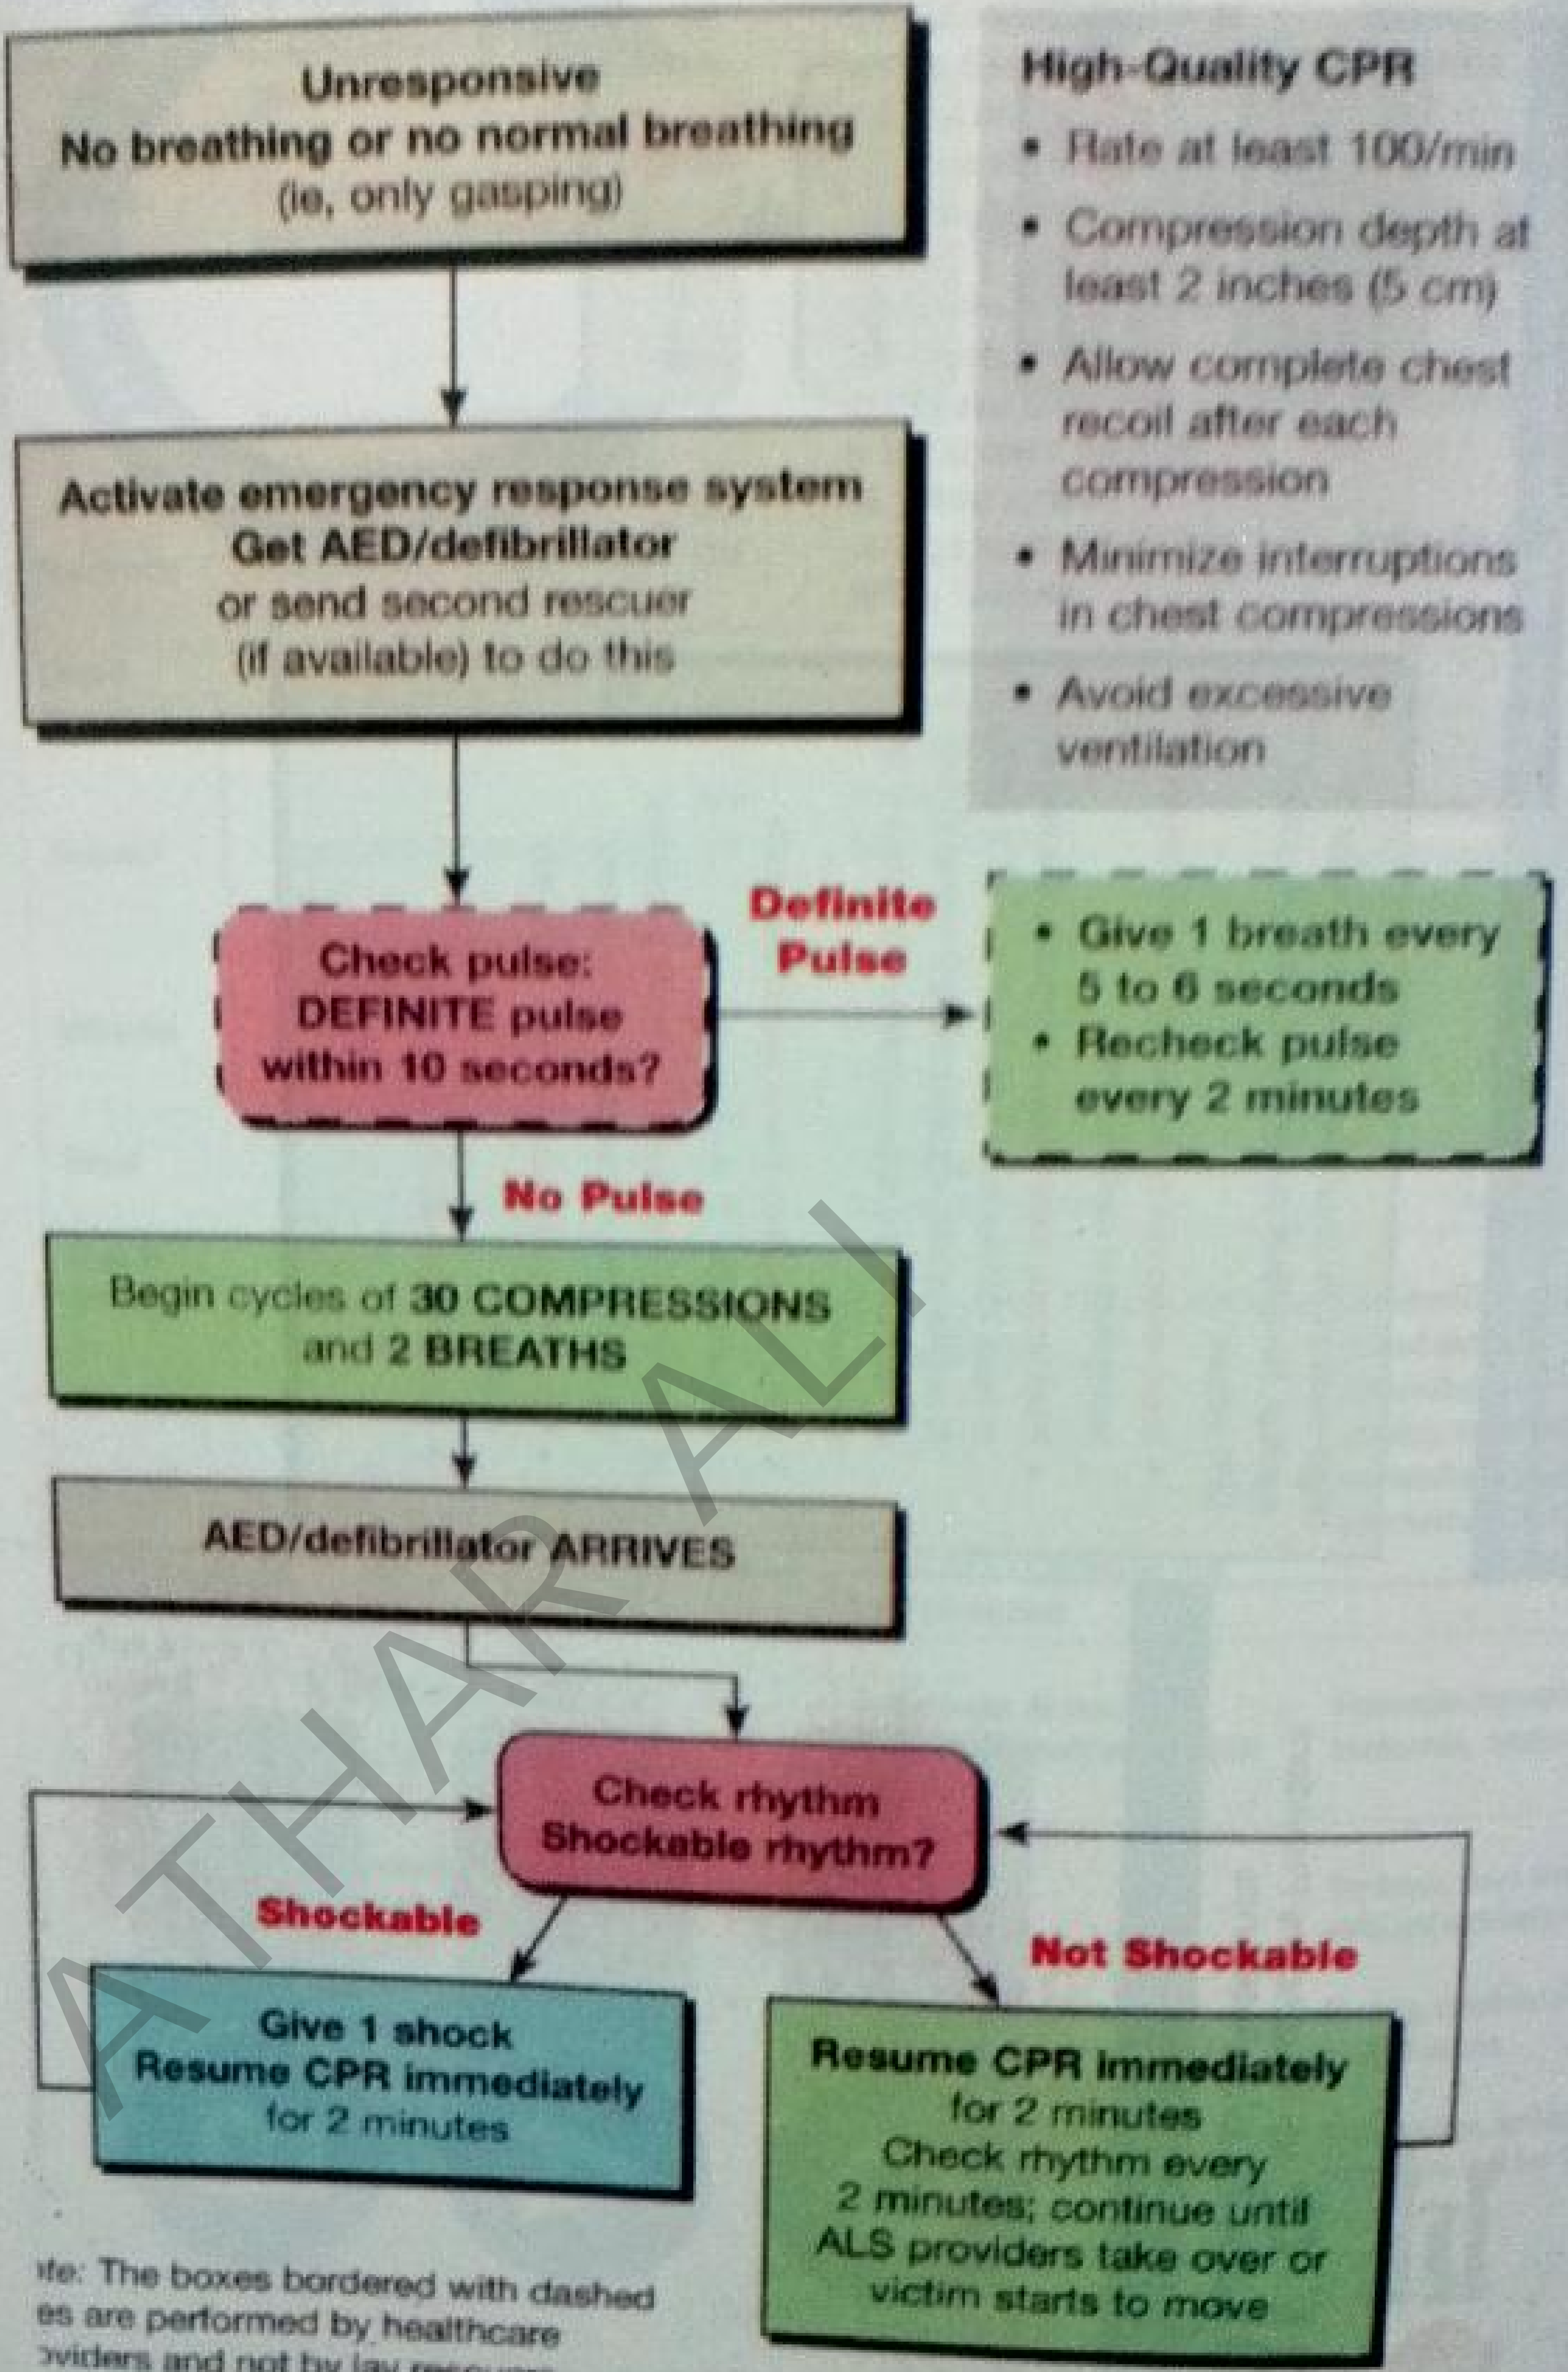 Unresponsive
No breathing or no normal breathing
(ie, only gasping)
High-Quality CPR
• Rate at least 100/min
• Compression depth at
least 2 inches (5 cm)
• Allow complete chest
recoil after each
compression
• Minimize interruptions
in chest compressions
• Avoid excessive
ventilation
Activate emergency response system
Get AED/defibrillator
or send second rescuer
(if available) to do this
Check pulse:
DEFINITE pulse
within 10 seconds?
Definite
Pulse
• Give 1 breath every
5 to 6 seconds
• Recheck pulse
every 2 minutes
No Pulse
Begin cycles of 30 COMPRESSIONS
and 2 BREATHS
AED/defibrillator ARRIVES
Check rhythm
Shockable rhythm?
Shockable
Not Shockable
Give 1 shock
Resume CPR immediately
for 2 minutes
Resume CPR immediately
for 2 minutes
Check rhythm every
2 minutes; continue until
ALS providers take over or
victim starts to move
The boxes bordered with dashed
are performed by healthcare
and not by lay
ATHAR ALI